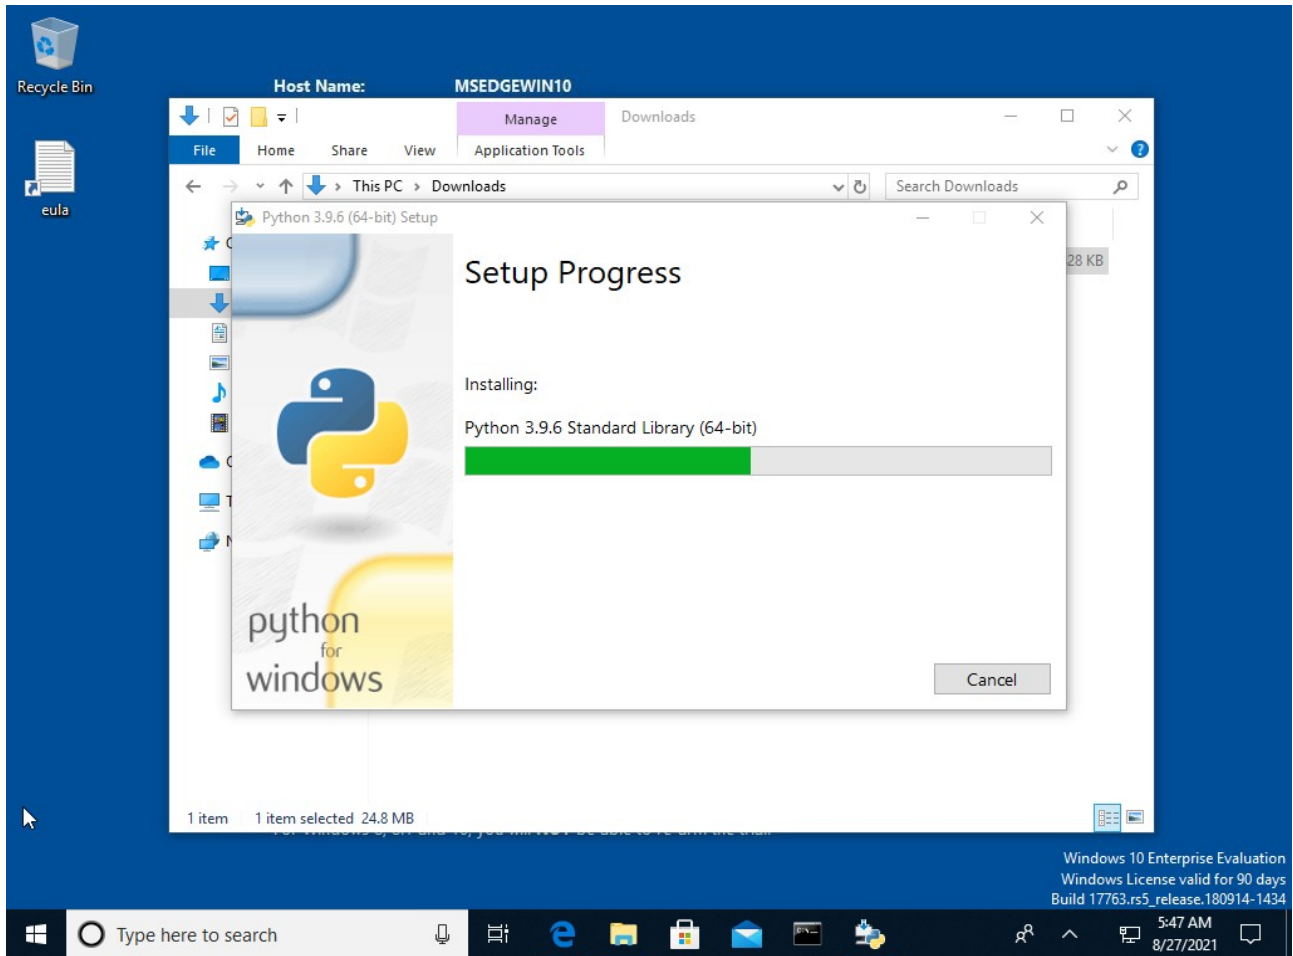 Recycle Bin
eula
Host Name: MSEDGEWIN10
Manage Downloads
File Home Share View Application Tools
This PC > Downloads
Search Downloads
Python 3.9.6 (64-bit) Setup
28 KB
Setup Progress
Installing:
Python 3.9.6 Standard Library (64-bit)
python
for
windows
Cancel
1 item 1 item selected 24.8 MB
Windows 10 Enterprise Evaluation
Windows License valid for 90 days
Build 17763.rs5_release.180914-1434
Type here to search
5:47 AM
8/27/2021